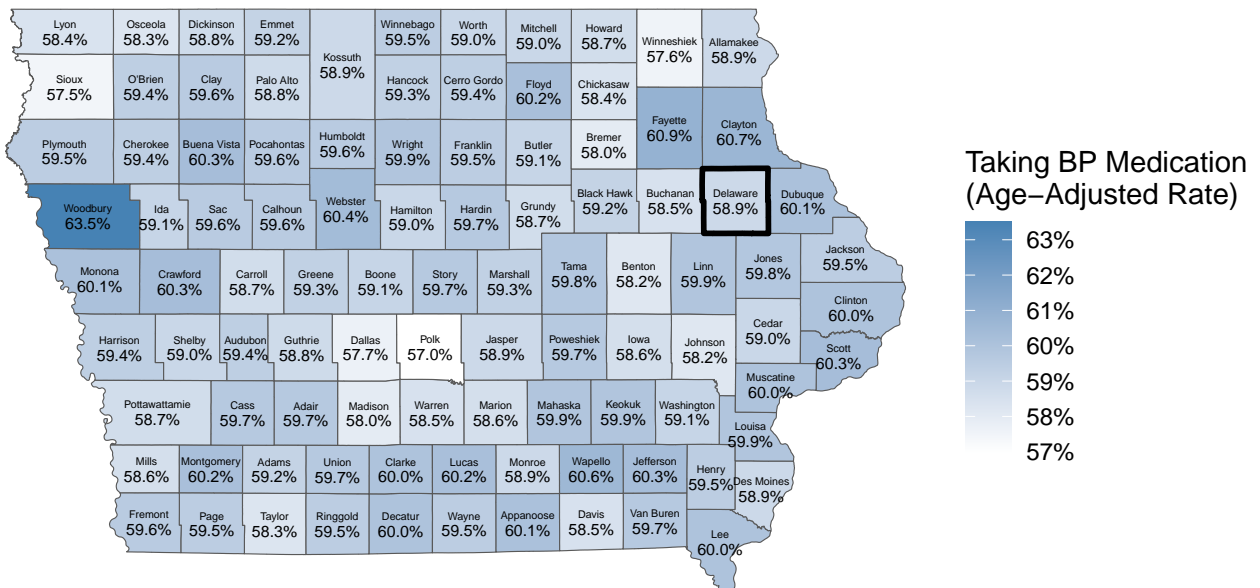 Lyon
58.4%
Osceola
58.3%
Dickinson
58.8%
Emmet
59.2%
Kossuth
58.9%
Winnebago
59.5%
Worth
59.0%
Mitchell
59.0%
Howard
58.7%
Winneshiek
57.6%
Allamakee
58.9%
Sioux
57.5%
O'Brien
59.4%
Clay
59.6%
Palo Alto
58.8%
Hancock
59.3%
Cerro Gordo
59.4%
Floyd
60.2%
Chickasaw
58.4%
Fayette
60.9%
Clayton
60.7%
Plymouth
59.5%
Cherokee
59.4%
Buena Vista
60.3%
Pocahontas
59.6%
Humboldt
59.6%
Wright
59.9%
Franklin
59.5%
Butler
59.1%
Bremer
58.0%
Woodbury
63.5%
Ida
59.1%
Sac
59.6%
Calhoun
59.6%
Webster
60.4%
Hamilton
59.0%
Hardin
59.7%
Grundy
58.7%
Black Hawk
59.2%
Buchanan
58.5%
Delaware
58.9%
Dubuque
60.1%
Monona
60.1%
Crawford
60.3%
Carroll
58.7%
Greene
59.3%
Boone
59.1%
Story
59.7%
Marshall
59.3%
Tama
59.8%
Benton
58.2%
Linn
59.9%
Jones
59.8%
Jackson
59.5%
Clinton
60.0%
Harrison
59.4%
Shelby
59.0%
Audubon
59.4%
Guthrie
58.8%
Dallas
57.7%
Polk
57.0%
Jasper
58.9%
Poweshiek
59.7%
Iowa
58.6%
Johnson
58.2%
Cedar
59.0%
Scott
60.3%
Muscatine
60.0%
Pottawattamie
58.7%
Cass
59.7%
Adair
59.7%
Madison
58.0%
Warren
58.5%
Marion
58.6%
Mahaska
59.9%
Keokuk
59.9%
Washington
59.1%
Louisa
59.9%
Mills
58.6%
Montgomery
60.2%
Adams
59.2%
Union
59.7%
Clarke
60.0%
Lucas
60.2%
Monroe
58.9%
Wapello
60.6%
Jefferson
60.3%
Henry
59.5%
Des Moines
58.9%
Fremont
59.6%
Page
59.5%
Taylor
58.3%
Ringgold
59.5%
Decatur
60.0%
Wayne
59.5%
Appanoose
60.1%
Davis
58.5%
Van Buren
59.7%
Lee
60.0%
Taking BP Medication
(Age−Adjusted Rate)
63%
62%
61%
60%
59%
58%
57%